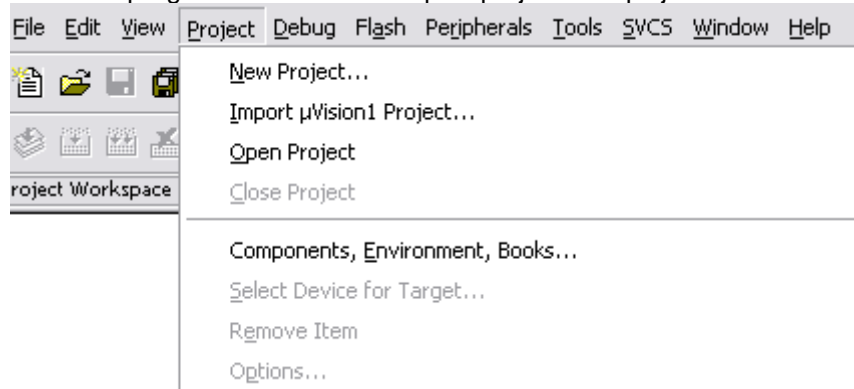 File Edit View Project Debug Flash Peripherals Tools SVCS Window Help
New Project...
Import µVision1 Project...
Open Project
Close Project
roject Workspace
Components, Environment, Books...
Select Device for Target...
Remove Item
Options...